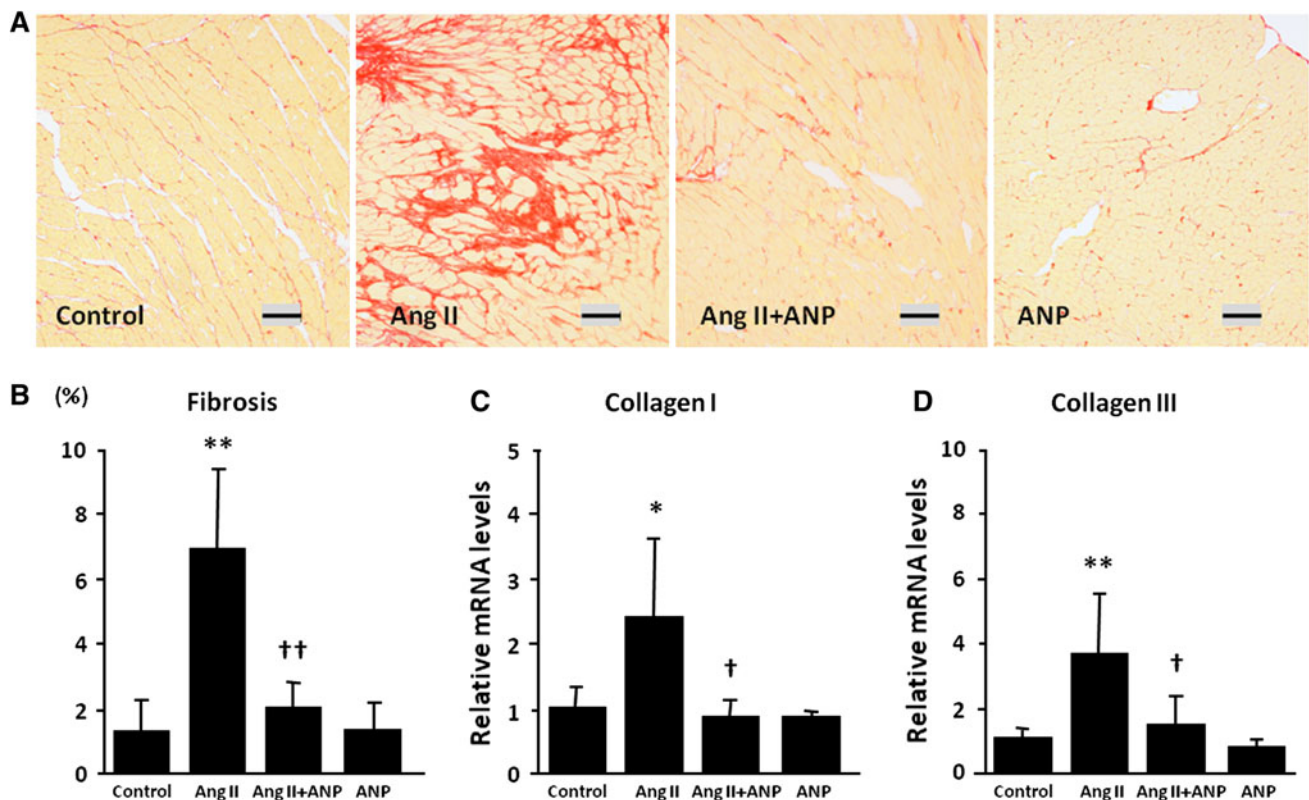 A
Control
Ang II
Ang II+ANP
ANP
B (%) Fibrosis
10
8
6
4
2
0
**
††
Control Ang II Ang II+ANP ANP
C Collagen I
Relative mRNA levels
5
4
3
2
1
0
*
†
Control Ang II Ang II+ANP ANP
D Collagen III
Relative mRNA levels
10
8
6
4
2
0
**
†
Control Ang II Ang II+ANP ANP